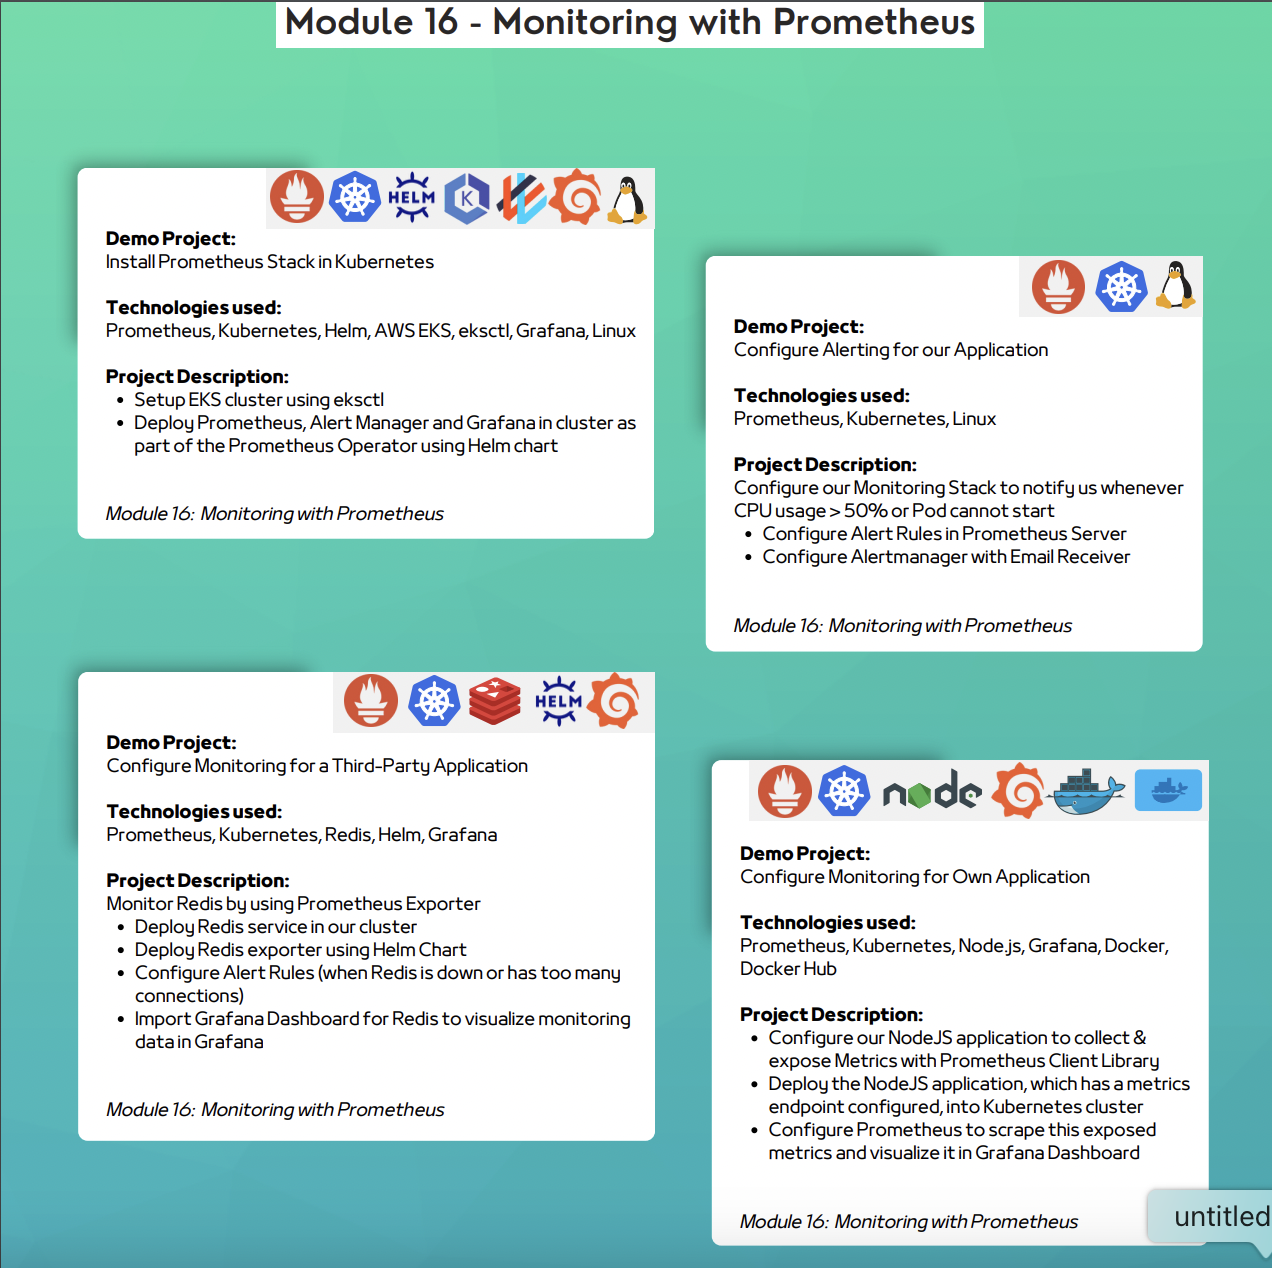 Module 16 - Monitoring with Prometheus
HELM
K
Demo Project:
Install Prometheus Stack in Kubernetes
Technologies used:
Prometheus, Kubernetes, Helm, AWS EKS, eksctl, Grafana, Linux
Project Description:
• Setup EKS cluster using eksctl
• Deploy Prometheus, Alert Manager and Grafana in cluster as
part of the Prometheus Operator using Helm chart
Module 16: Monitoring with Prometheus
Demo Project:
Configure Alerting for our Application
Technologies used:
Prometheus, Kubernetes, Linux
Project Description:
Configure our Monitoring Stack to notify us whenever
CPU usage > 50% or Pod cannot start
• Configure Alert Rules in Prometheus Server
• Configure Alertmanager with Email Receiver
Module 16: Monitoring with Prometheus
HELM
Demo Project:
Configure Monitoring for a Third-Party Application
Technologies used:
Prometheus, Kubernetes, Redis, Helm, Grafana
Project Description:
Monitor Redis by using Prometheus Exporter
• Deploy Redis service in our cluster
• Deploy Redis exporter using Helm Chart
• Configure Alert Rules (when Redis is down or has too many
connections)
• Import Grafana Dashboard for Redis to visualize monitoring
data in Grafana
Module 16: Monitoring with Prometheus
node
Demo Project:
Configure Monitoring for Own Application
Technologies used:
Prometheus, Kubernetes, Node.js, Grafana, Docker,
Docker Hub
Project Description:
• Configure our NodeJS application to collect &
expose Metrics with Prometheus Client Library
• Deploy the NodeJS application, which has a metrics
endpoint configured, into Kubernetes cluster
• Configure Prometheus to scrape this exposed
metrics and visualize it in Grafana Dashboard
Module 16: Monitoring with Prometheus
untitled